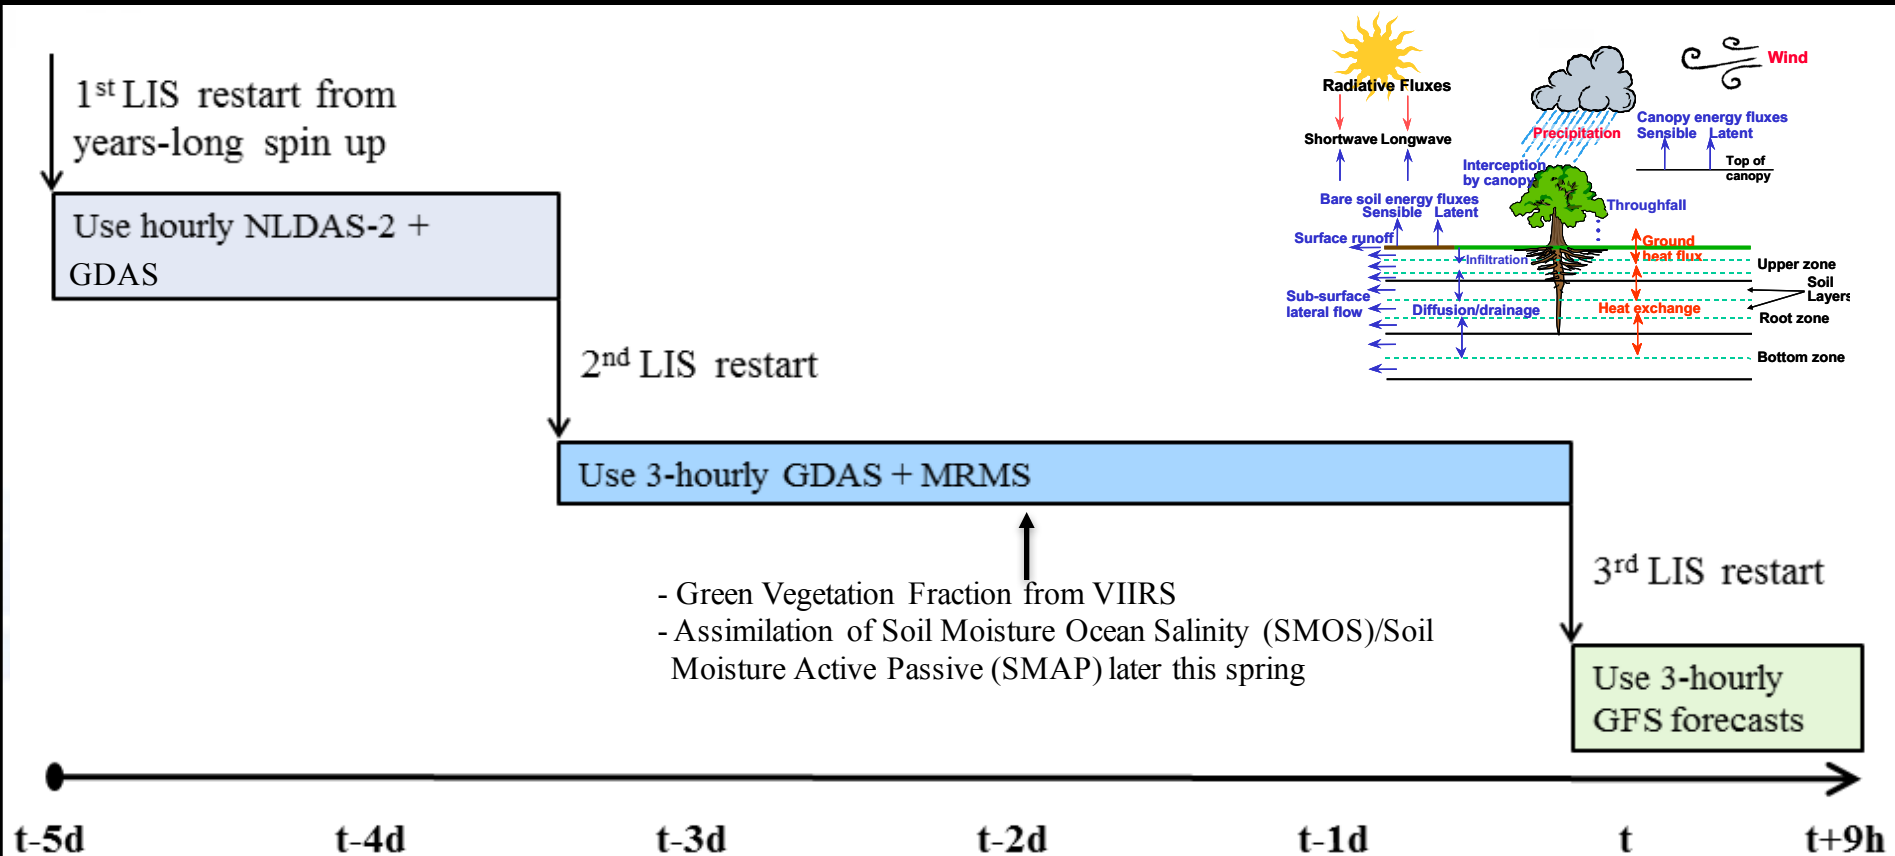 1st LIS restart from
years-long spin up
Use hourly NLDAS-2 +
GDAS
2nd LIS restart
Use 3-hourly GDAS + MRMS
- Green Vegetation Fraction from VIIRS
- Assimilation of Soil Moisture Ocean Salinity (SMOS)/Soil
Moisture Active Passive (SMAP) later this spring
3rd LIS restart
Use 3-hourly
GFS forecasts
t-5d t-4d t-3d t-2d t-1d t t+9h
Radiative Fluxes
Shortwave Longwave
Precipitation
Wind
Canopy energy fluxes
Sensible Latent
Top of
canopy
Interception
by canopy
Bare soil energy fluxes
Sensible Latent
Throughfall
Surface runoff
Infiltration
Ground
heat flux
Upper zone
Soil
Layers
Sub-surface
lateral flow
Diffusion/drainage
Heat exchange
Root zone
Bottom zone